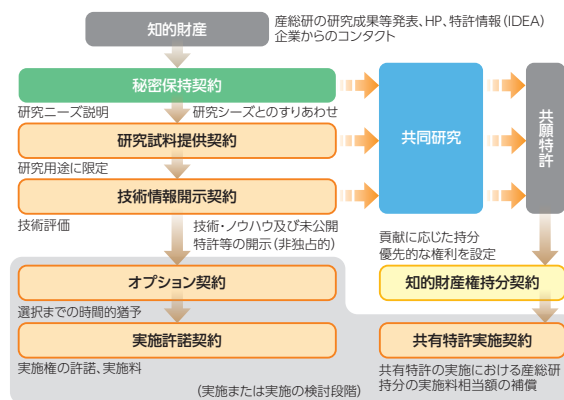 知的財産
産総研の研究成果等発表、HP、特許情報(IDEA)
企業からのコンタクト
秘密保持契約
研究ニーズ説明
研究シーズとのすりあわせ
研究試料提供契約
研究用途に限定
技術情報開示契約
技術評価
技術・ノウハウ及び未公開
特許等の開示(非独占的)
共同研究
共願特許
貢献に応じた持分
優先的な権利を設定
オプション契約
知的財産権持分契約
選択までの時間的猶予
実施許諾契約
共有特許実施契約
実施権の許諾、実施料
共有特許の実施における産総研
持分の実施料相当額の補償
(実施または実施の検討段階)